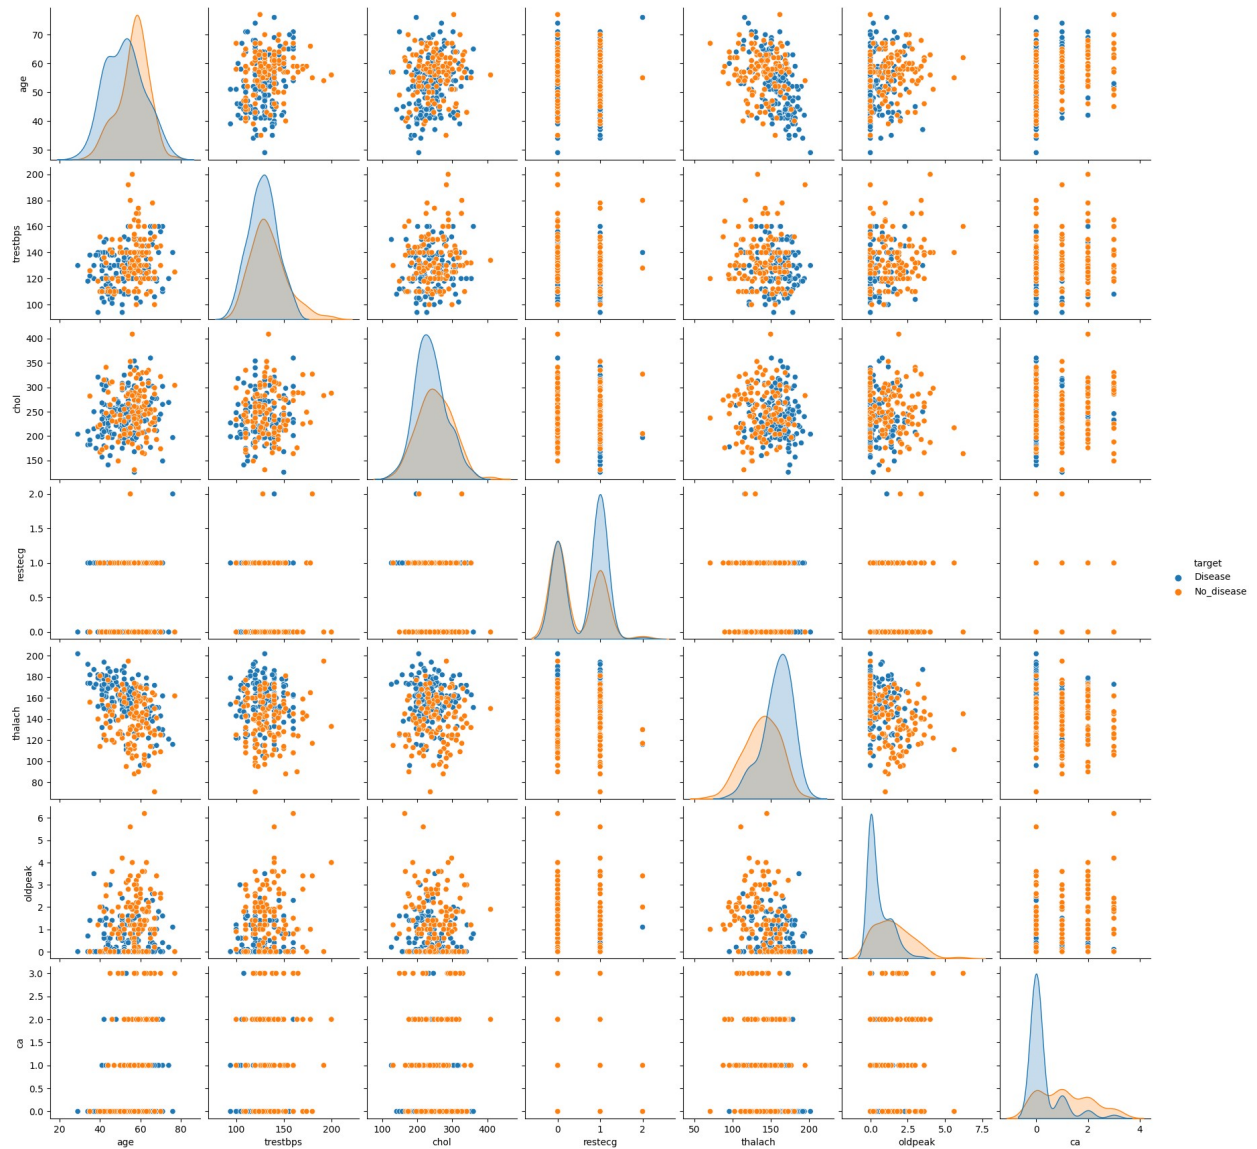 70
60
50
40
30
age
200
180
160
140
120
100
trestbps
400
350
300
250
200
150
chol
2.0
1.5
1.0
0.5
0.0
restecg
target
Disease
No_disease
200
180
160
140
120
100
80
thalach
6
5
4
3
2
1
0
oldpeak
3.0
2.5
2.0
1.5
1.0
0.5
0.0
ca
20 40 60 80
age
100 150 200
trestbps
100 200 300 400
chol
0 1 2
restecg
50 100 150 200
thalach
0.0 2.5 5.0 7.5
oldpeak
0 2 4
ca